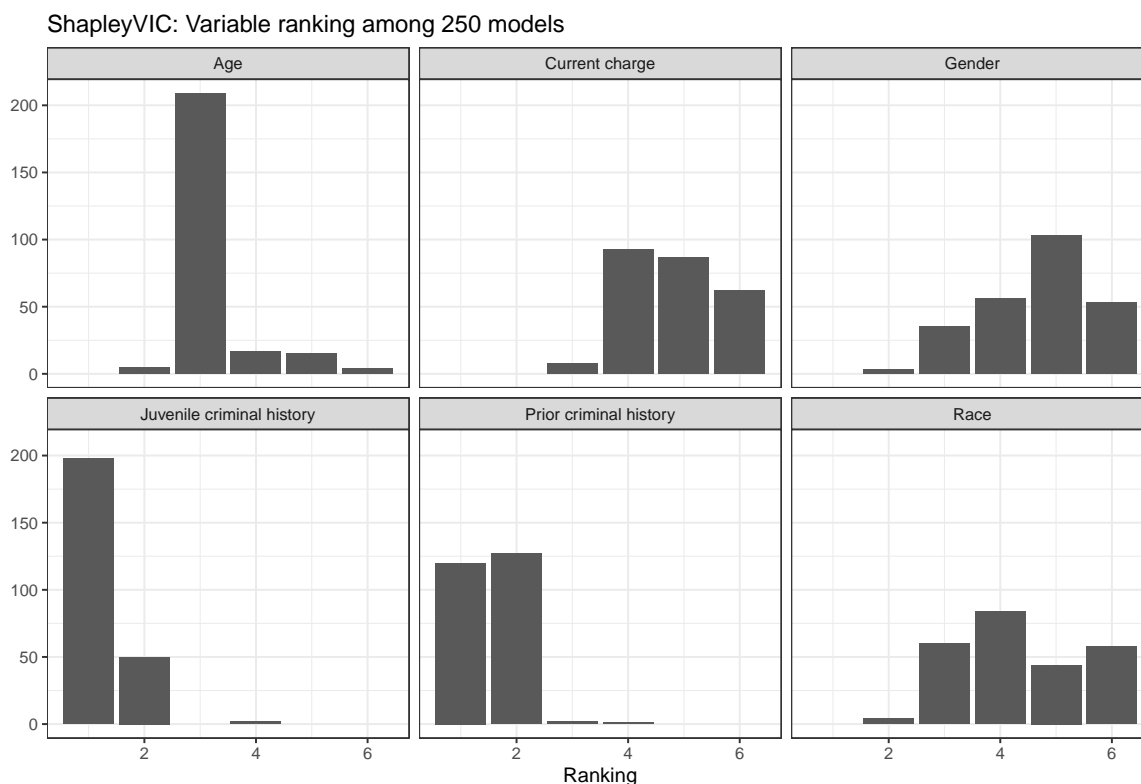 ShapleyVIC: Variable ranking among 250 models
Age Current charge Gender
200
150
100
50
0
Juvenile criminal history Prior criminal history Race
200
150
100
50
0
2 4 6 2 4 6 2 4 6
Ranking